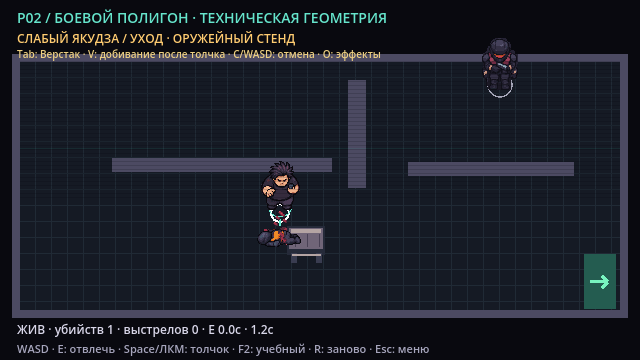 P02 / БОЕВОЙ ПОЛИГОН · ТЕХНИЧЕСКАЯ ГЕОМЕТРИЯ
СЛАБЫЙ ЯКУДЗА / УХОД · ОРУЖЕЙНЫЙ СТЕНД
Tab: Верстак · V: добивание после толчка · C/WASD: отмена · O: эффекты
ЖИВ · убийств 1 · выстрелов 0 · E 0.0с · 1.2с
WASD · E: отвлечь · Space/ЛКМ: толчок · F2: учебный · R: заново · Esc: меню